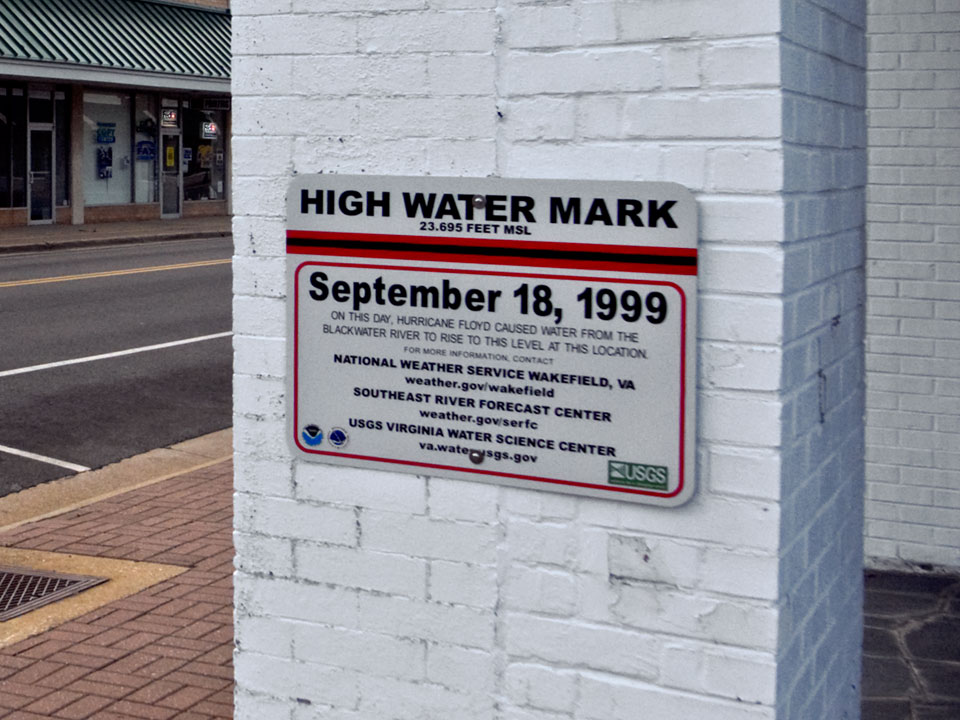 HIGH WATER MARK
23.695 FEET MSL
September 18, 1999
ON THIS DAY, HURRICANE FLOYD CAUSED WATER FROM THE
BLACKWATER RIVER TO RISE TO THIS LEVEL AT THIS LOCATION.
FOR MORE INFORMATION, CONTACT
NATIONAL WEATHER SERVICE WAKEFIELD, VA
weather.gov/wakefield
SOUTHEAST RIVER FORECAST CENTER
weather.gov/serfc
USGS VIRGINIA WATER SCIENCE CENTER
va.water.usgs.gov
USGS